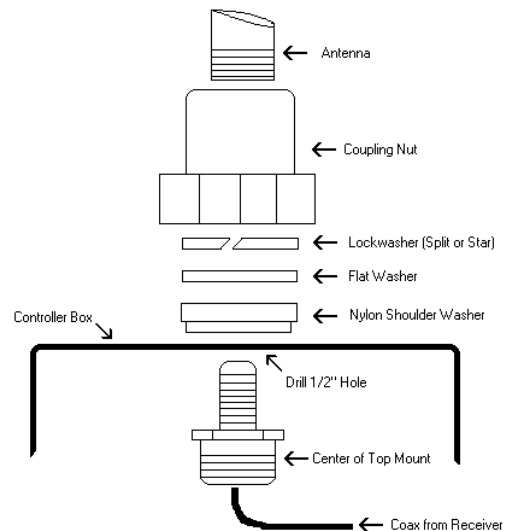 Antenna
Coupling Nut
Lockwasher (Split or Star)
Flat Washer
Nylon Shoulder Washer
Controller Box
Drill 1/2" Hole
Center of Top Mount
Coax from Receiver